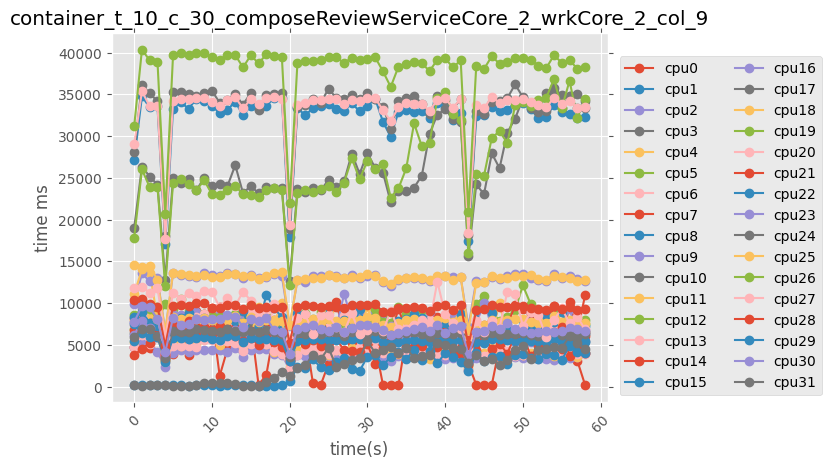 container_t_10_c_30_composeReviewServiceCore_2_wrkCore_2_col_9
time ms
40000
35000
30000
25000
20000
15000
10000
5000
0
0
10
20
30
40
50
60
time(s)
cpu0
cpu1
cpu2
cpu3
cpu4
cpu5
cpu6
cpu7
cpu8
cpu9
cpu10
cpu11
cpu12
cpu13
cpu14
cpu15
cpu16
cpu17
cpu18
cpu19
cpu20
cpu21
cpu22
cpu23
cpu24
cpu25
cpu26
cpu27
cpu28
cpu29
cpu30
cpu31